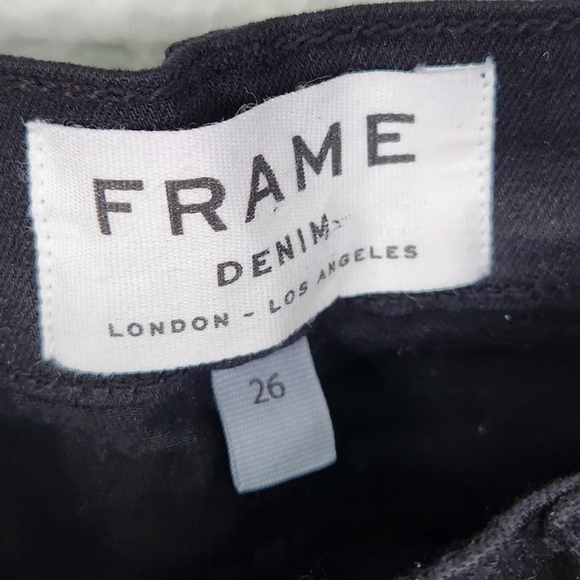 FRAME
DENIM
LONDON - LOS ANGELES
26